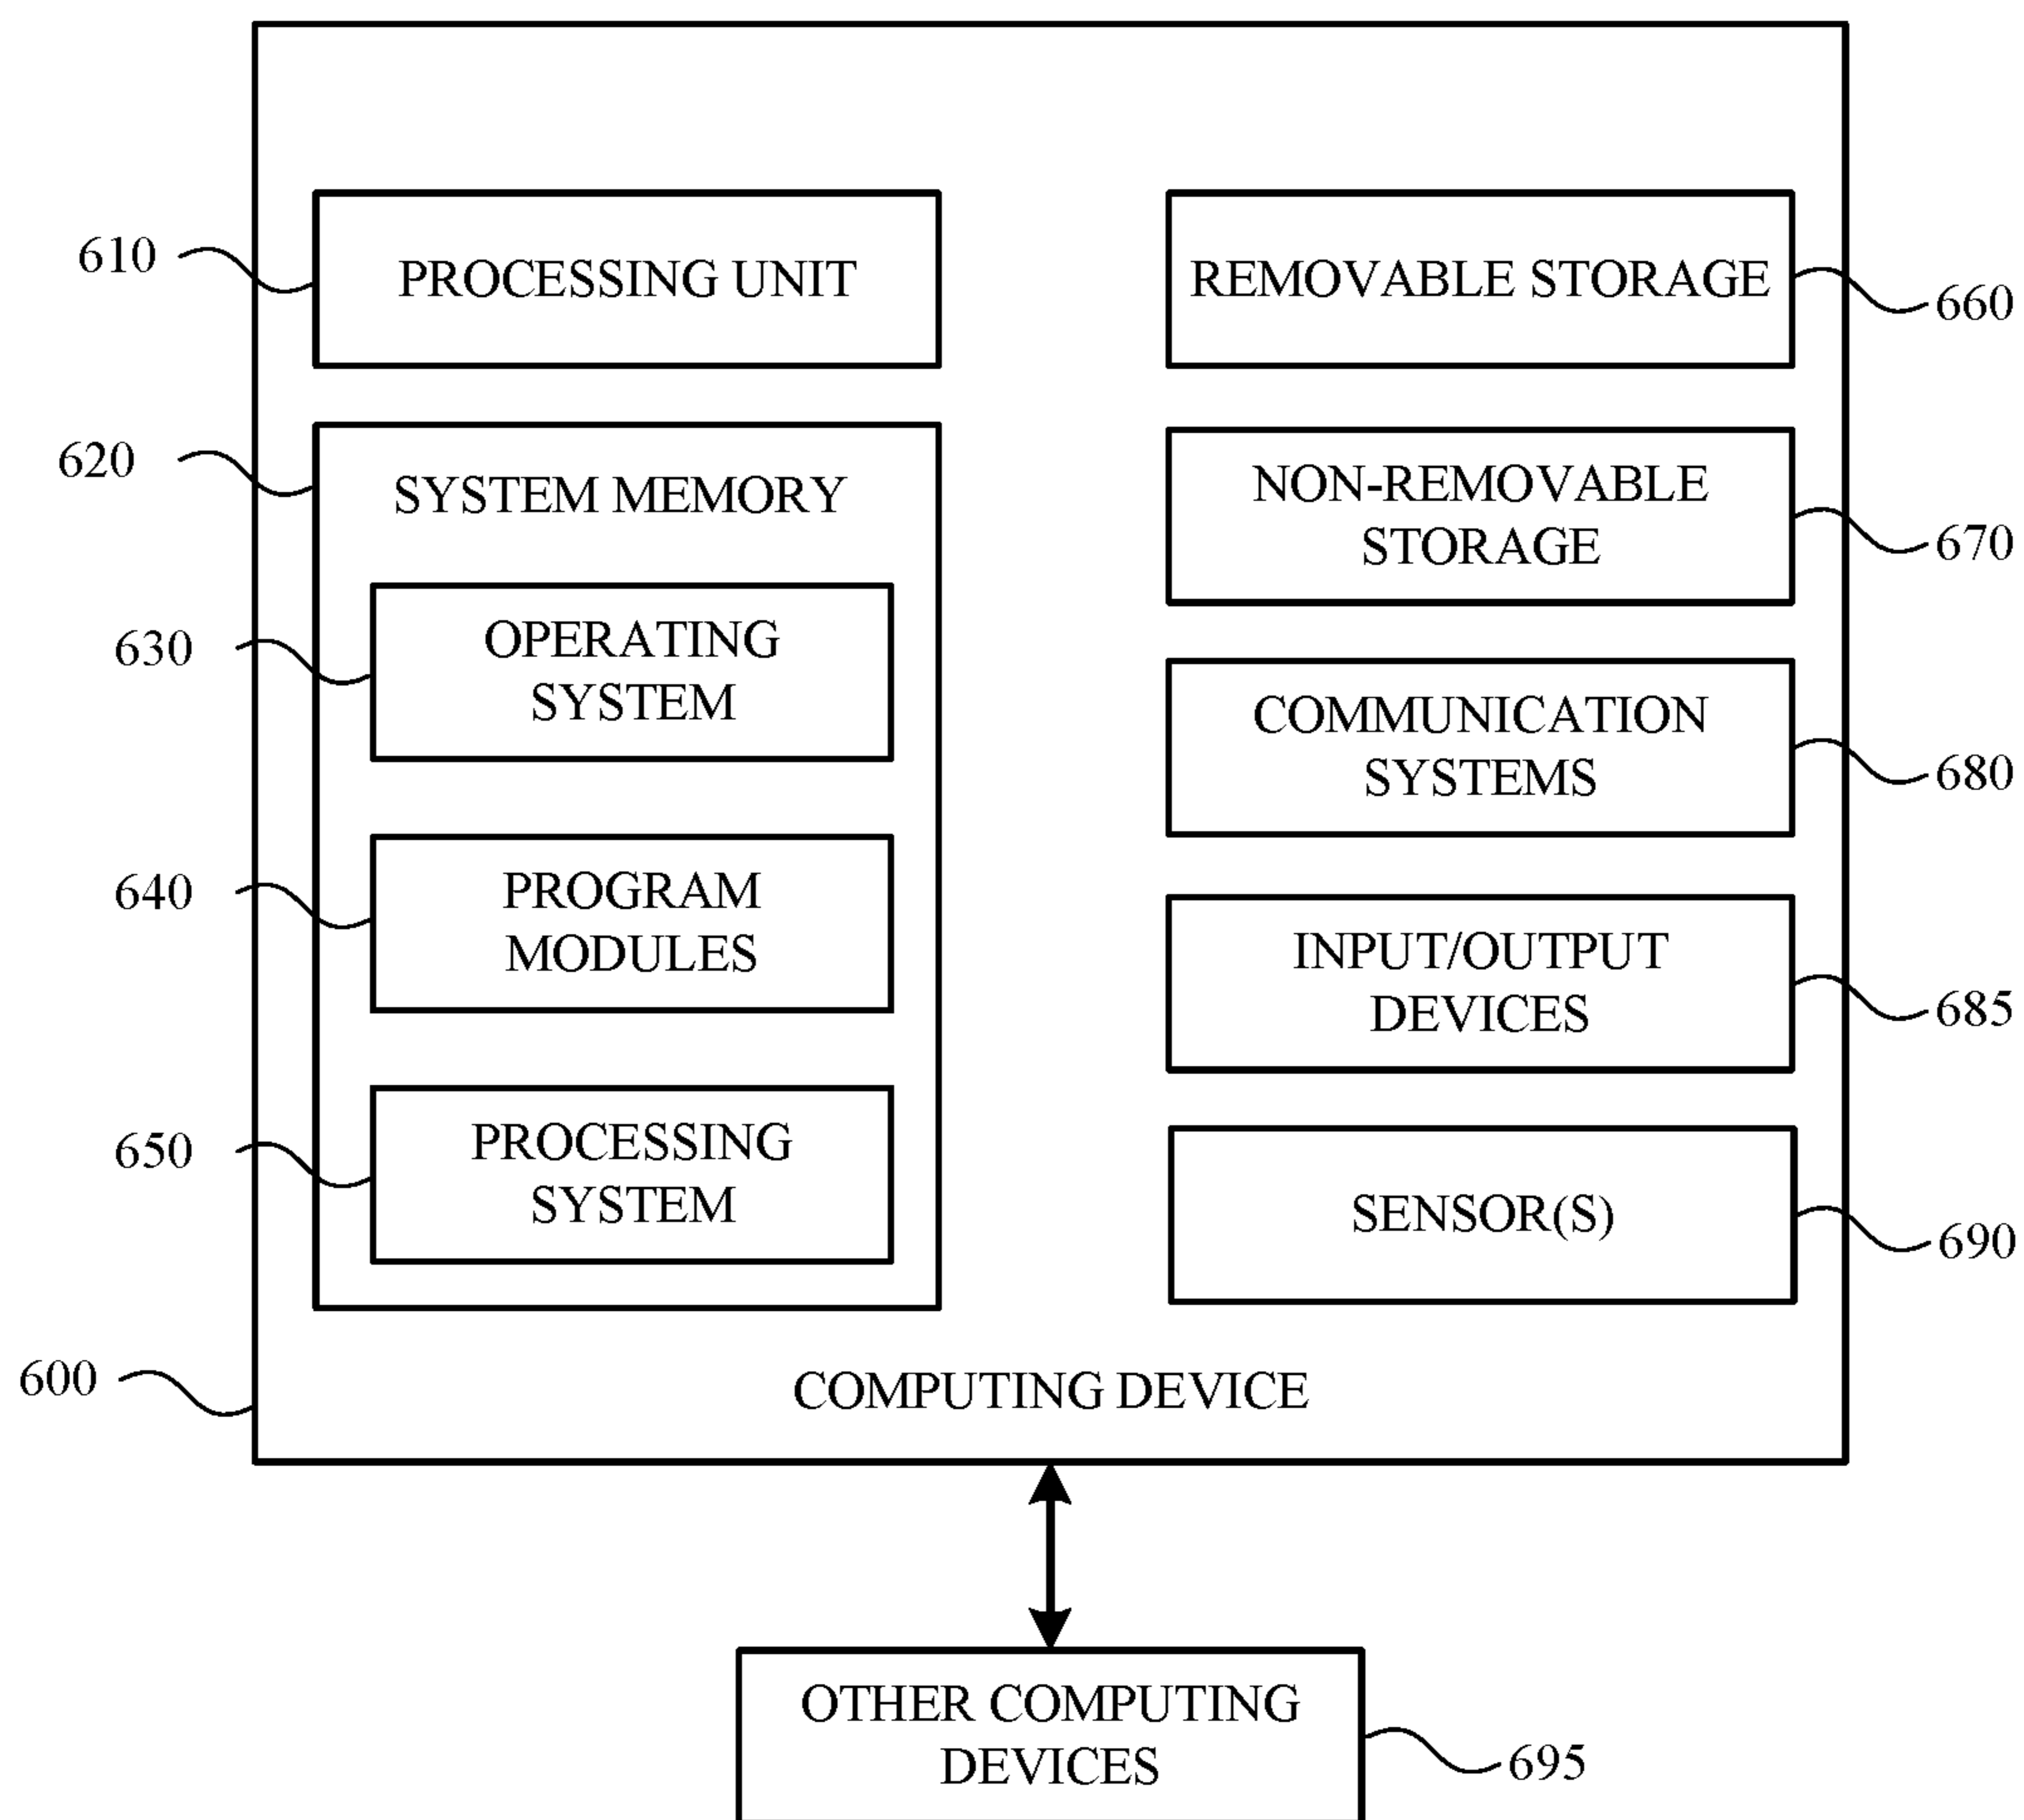 610
PROCESSING UNIT
620
SYSTEM MEMORY
630
OPERATING
SYSTEM
640
PROGRAM
MODULES
650
PROCESSING
SYSTEM
REMOVABLE STORAGE
660
NON-REMOVABLE
STORAGE
670
COMMUNICATION
SYSTEMS
680
INPUT/OUTPUT
DEVICES
685
SENSOR(S)
690
600
COMPUTING DEVICE
OTHER COMPUTING
DEVICES
695